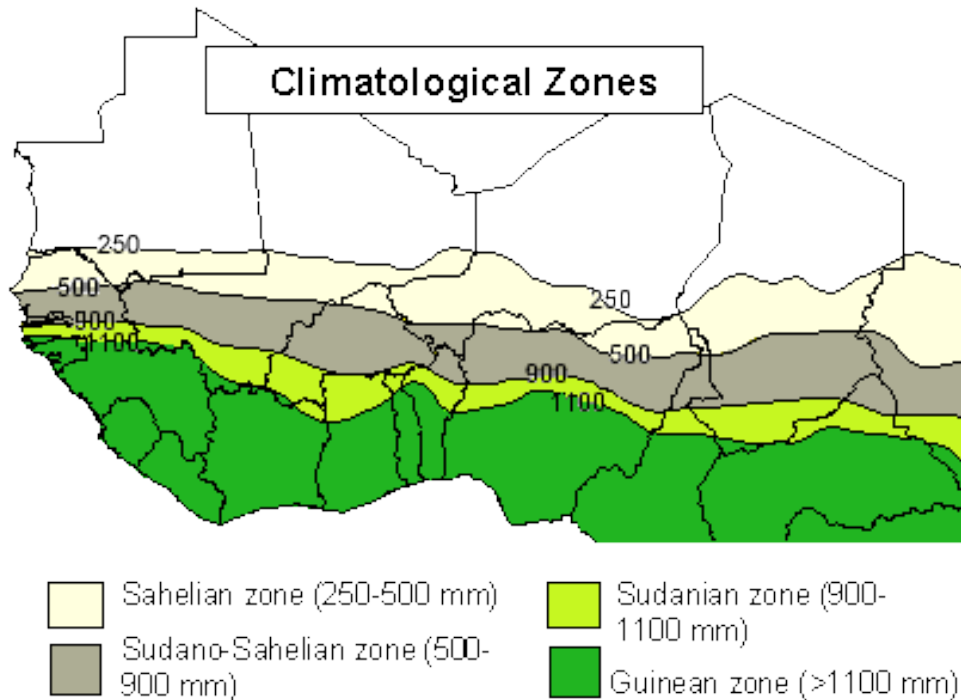 Climatological Zones
250
500
900
1100
250
500
900
1100
Sahelian zone (250-500 mm)
Sudano-Sahelian zone (500-
900 mm)
Sudanian zone (900-
1100 mm)
Guinean zone (>1100 mm)